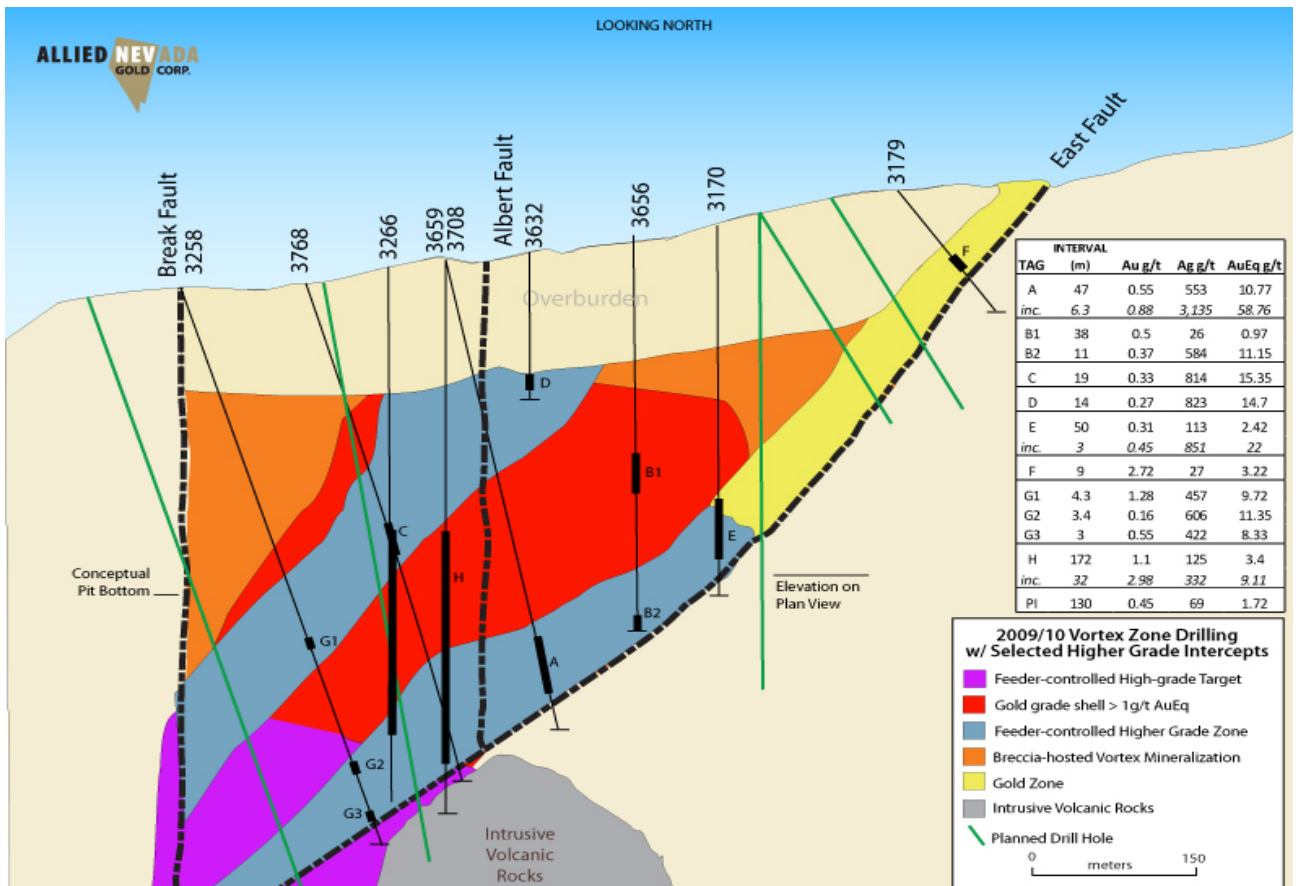 LOOKING NORTH
ALLIED NEVADA
GOLD CORP.
Break Fault
3258
3768
3266
3659
3708
Albert Fault
3632
3656
3170
3179
East Fault
Overburden
F
D
B1
C
E
H
G1
B2
A
G2
G3
Conceptual
Pit Bottom
Elevation on
Plan View
Intrusive
Volcanic
Rocks
INTERVAL
TAG (m) Au g/t Ag g/t AuEq g/t
A 47 0.55 553 10.77
inc. 6.3 0.88 3,135 58.76
B1 38 0.5 26 0.97
B2 11 0.37 584 11.15
C 19 0.33 814 15.35
D 14 0.27 823 14.7
E 50 0.31 113 2.42
inc. 3 0.45 851 22
F 9 2.72 27 3.22
G1 4.3 1.28 457 9.72
G2 3.4 0.16 606 11.35
G3 3 0.55 422 8.33
H 172 1.1 125 3.4
inc. 32 2.98 332 9.11
PI 130 0.45 69 1.72
2009/10 Vortex Zone Drilling
w/ Selected Higher Grade Intercepts
Feeder-controlled High-grade Target
Gold grade shell > 1g/t AuEq
Feeder-controlled Higher Grade Zone
Breccia-hosted Vortex Mineralization
Gold Zone
Intrusive Volcanic Rocks
Planned Drill Hole
0 150
meters